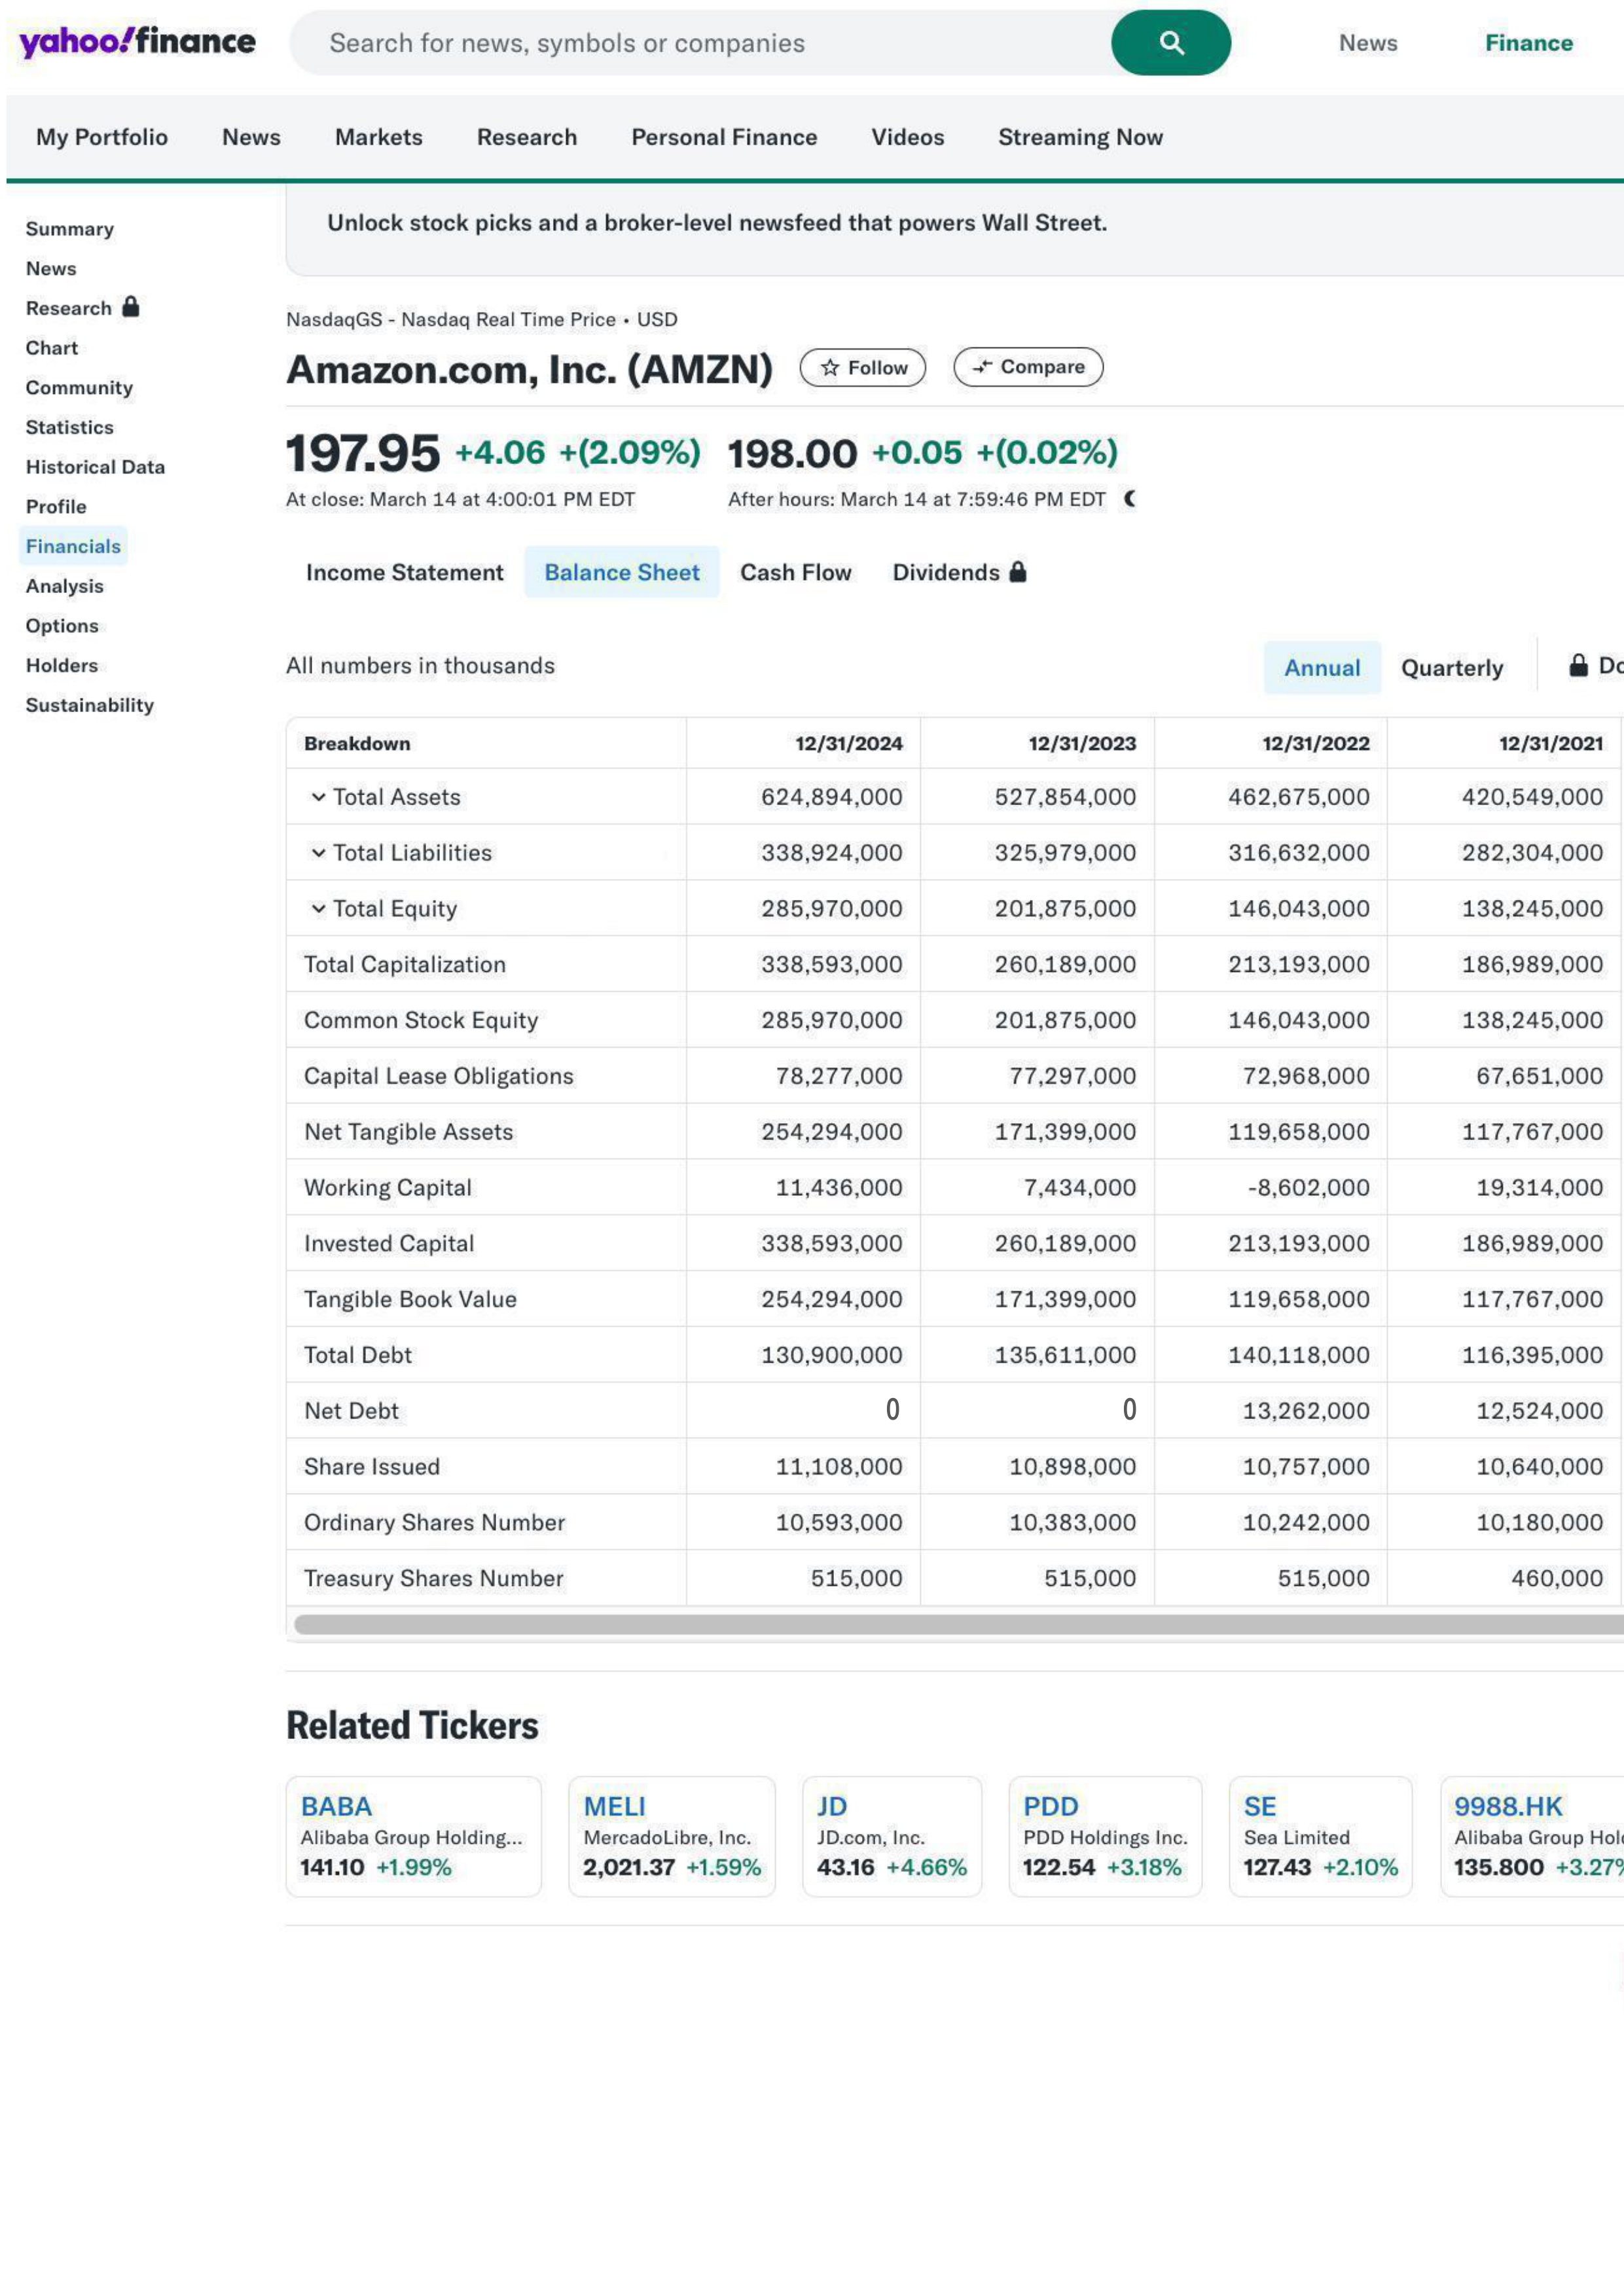 yahoo!finance Search for news, symbols or companies News Finance
My Portfolio News Markets Research Personal Finance Videos Streaming Now
Summary
News
Research
Chart
Community
Statistics
Historical Data
Profile
Financials
Analysis
Options
Holders
Sustainability
Unlock stock picks and a broker-level newsfeed that powers Wall Street.
NasdaqGS - Nasdaq Real Time Price • USD
Amazon.com, Inc. (AMZN) Follow Compare
197.95 +4.06 +(2.09%) 198.00 +0.05 +(0.02%)
At close: March 14 at 4:00:01 PM EDT After hours: March 14 at 7:59:46 PM EDT
Income Statement Balance Sheet Cash Flow Dividends
All numbers in thousands Annual Quarterly
Breakdown 12/31/2024 12/31/2023 12/31/2022 12/31/2021
Total Assets 624,894,000 527,854,000 462,675,000 420,549,000
Total Liabilities 338,924,000 325,979,000 316,632,000 282,304,000
Total Equity 285,970,000 201,875,000 146,043,000 138,245,000
Total Capitalization 338,593,000 260,189,000 213,193,000 186,989,000
Common Stock Equity 285,970,000 201,875,000 146,043,000 138,245,000
Capital Lease Obligations 78,277,000 77,297,000 72,968,000 67,651,000
Net Tangible Assets 254,294,000 171,399,000 119,658,000 117,767,000
Working Capital 11,436,000 7,434,000 -8,602,000 19,314,000
Invested Capital 338,593,000 260,189,000 213,193,000 186,989,000
Tangible Book Value 254,294,000 171,399,000 119,658,000 117,767,000
Total Debt 130,900,000 135,611,000 140,118,000 116,395,000
Net Debt 0 0 13,262,000 12,524,000
Share Issued 11,108,000 10,898,000 10,757,000 10,640,000
Ordinary Shares Number 10,593,000 10,383,000 10,242,000 10,180,000
Treasury Shares Number 515,000 515,000 515,000 460,000
Related Tickers
BABA MELI JD PDD SE 9988.HK
Alibaba Group Holding... MercadoLibre, Inc. JD.com, Inc. PDD Holdings Inc. Sea Limited Alibaba Group
141.10 +1.99% 2,021.37 +1.59% 43.16 +4.66% 122.54 +3.18% 127.43 +2.10% 135.800 +3.27%